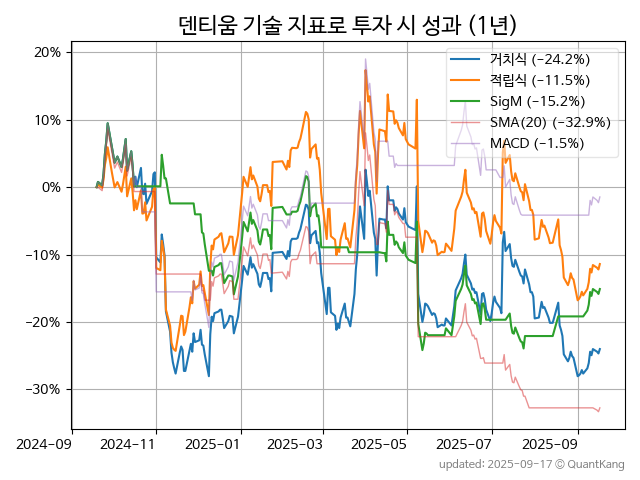 덴티움 기술 지표로 투자 시 성과 (1년)
20%
10%
0%
−10%
−20%
−30%
거치식 (−24.2%)
적립식 (−11.5%)
SigM (−15.2%)
SMA(20) (−32.9%)
MACD (−1.5%)
2024-09
2024-11
2025-01
2025-03
2025-05
2025-07
2025-09
updated: 2025-09-17 © QuantKang